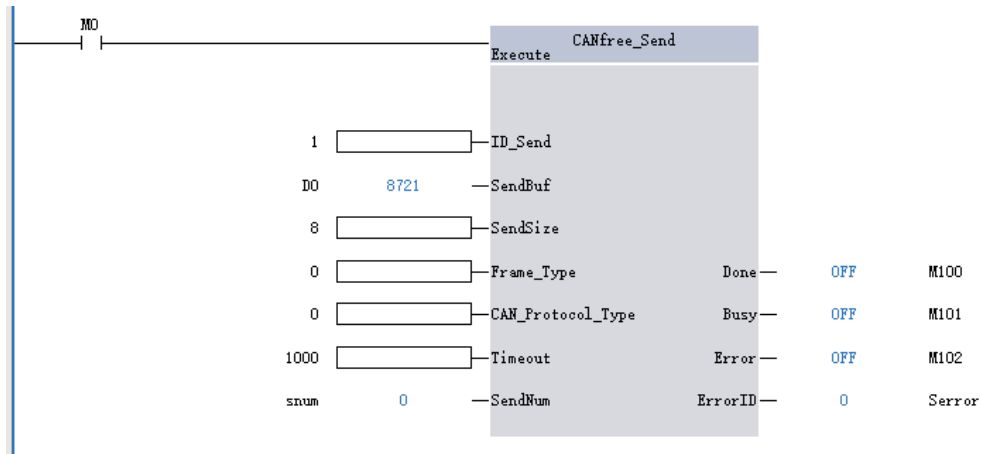 M0
CANfree_Send
Execute
1 ID_Send
D0 8721 SendBuf
8 SendSize
0 Frame_Type Done OFF M100
0 CAN_Protocol_Type Busy OFF M101
1000 Timeout Error OFF M102
snum 0 SendNum ErrorID 0 Serror